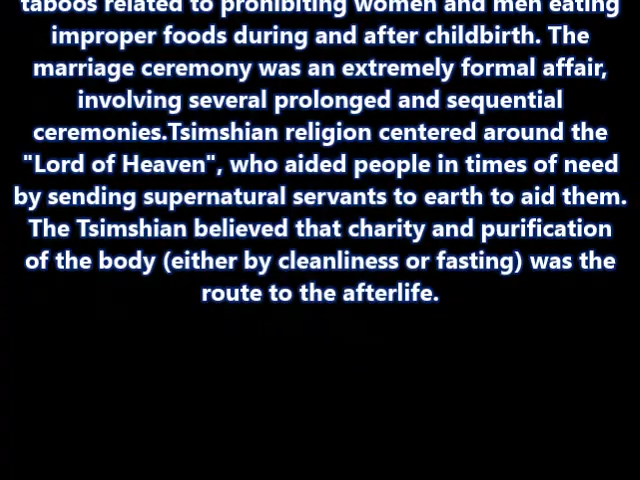 taboos related to prohibiting women and men eating
improper foods during and after childbirth. The
marriage ceremony was an extremely formal affair,
involving several prolonged and sequential
ceremonies.Tsimshian religion centered around the
"Lord of Heaven", who aided people in times of need
by sending supernatural servants to earth to aid them.
The Tsimshian believed that charity and purification
of the body (either by cleanliness or fasting) was the
route to the afterlife.